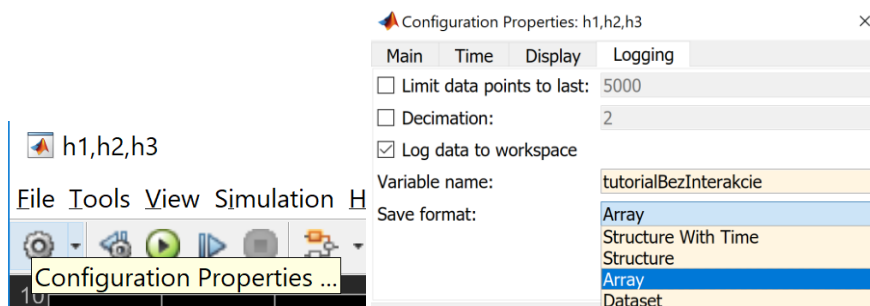 h1,h2,h3
File Tools View Simulation H
Configuration Properties ...
10
Configuration Properties: h1,h2,h3
Main Time Display Logging
Limit data points to last: 5000
Decimation: 2
Log data to workspace
Variable name: tutorialBezInterakcie
Save format: Array
Structure With Time
Structure
Array
Dataset